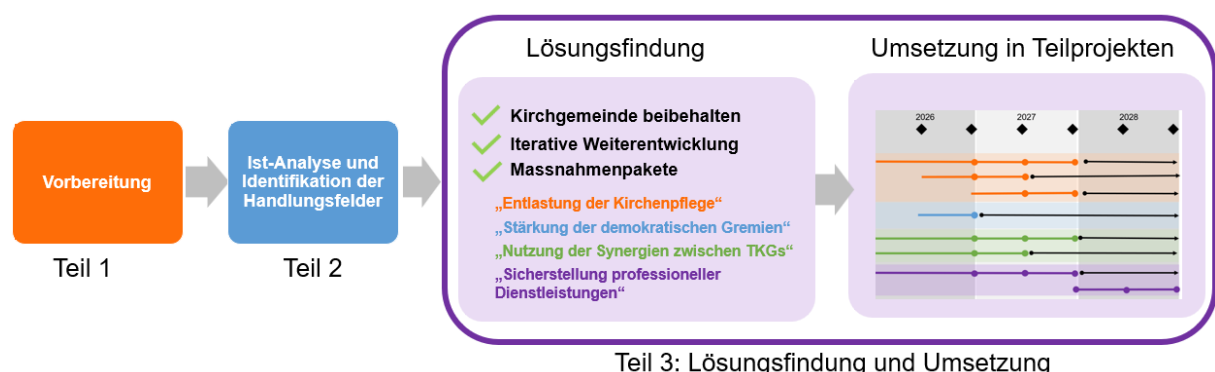 Vorbereitung
Teil 1
Ist-Analyse und
Identifikation der
Handlungsfelder
Teil 2
Lösungsfindung
Kirchgemeinde beibehalten
Iterative Weiterentwicklung
Massnahmenpakete
„Entlastung der Kirchenpflege“
„Stärkung der demokratischen Gremien“
„Nutzung der Synergien zwischen TKGs“
„Sicherstellung professioneller
Dienstleistungen“
Umsetzung in Teilprojekten
2026
2027
2028
Teil 3: Lösungsfindung und Umsetzung